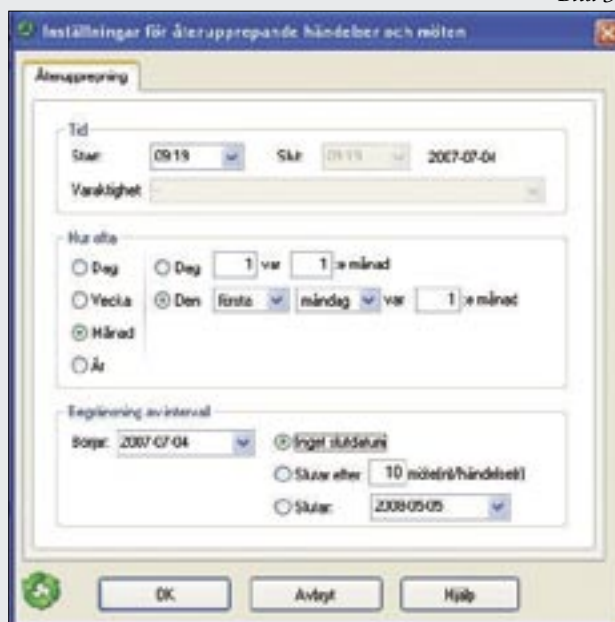 Inställningar för återupprepande händelser och möten
Återupprepning
Tid
Start: 09:19 Slut: 09:19 2007-07-04
Varaktighet
Hur ofta
Dag Dag 1 var 1 :e månad
Vecka Den första måndag var 1 :e månad
Månad
År
Begränsning av intervall
Börjar: 2007-07-04 Inget slutdatum
Slutar efter 10 möte(n)/händelse(r)
Slutar: 2008-05-05
OK Avbryt Hjälp